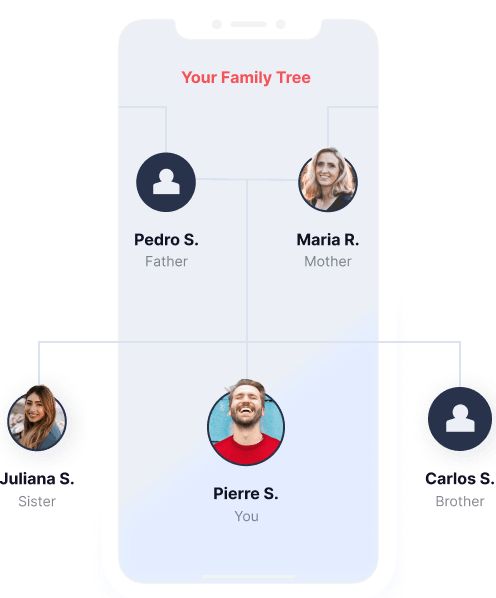 Your Family Tree
Pedro S.
Father
Maria R.
Mother
Juliana S.
Sister
Pierre S.
You
Carlos S.
Brother